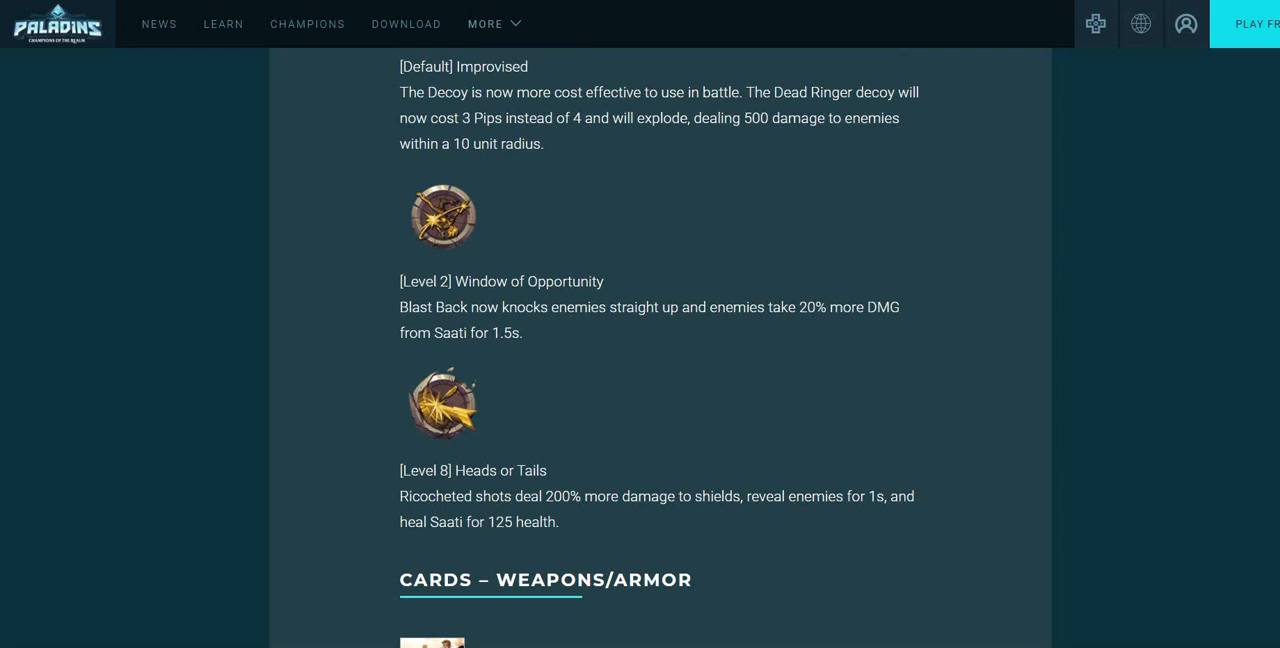 PALADINS
CHAMPIONS OF THE REALM
NEWS
LEARN
CHAMPIONS
DOWNLOAD
MORE
PLAY FR
[Default] Improvised
The Decoy is now more cost effective to use in battle. The Dead Ringer decoy will
now cost 3 Pips instead of 4 and will explode, dealing 500 damage to enemies
within a 10 unit radius.
[Level 2] Window of Opportunity
Blast Back now knocks enemies straight up and enemies take 20% more DMG
from Saati for 1.5s.
[Level 8] Heads or Tails
Ricocheted shots deal 200% more damage to shields, reveal enemies for 1s, and
heal Saati for 125 health.
CARDS – WEAPONS/ARMOR